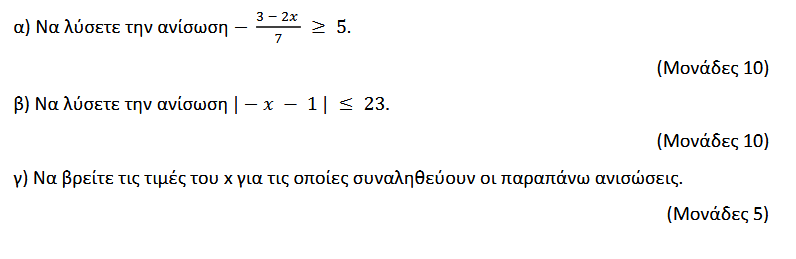 α) Να λύσετε την ανίσωση − \frac{3 − 2x}{7} ≥ 5.
(Μονάδες 10)
β) Να λύσετε την ανίσωση | − x − 1 | ≤ 23.
(Μονάδες 10)
γ) Να βρείτε τις τιμές του x για τις οποίες συναληθεύουν οι παραπάνω ανισώσεις.
(Μονάδες 5)